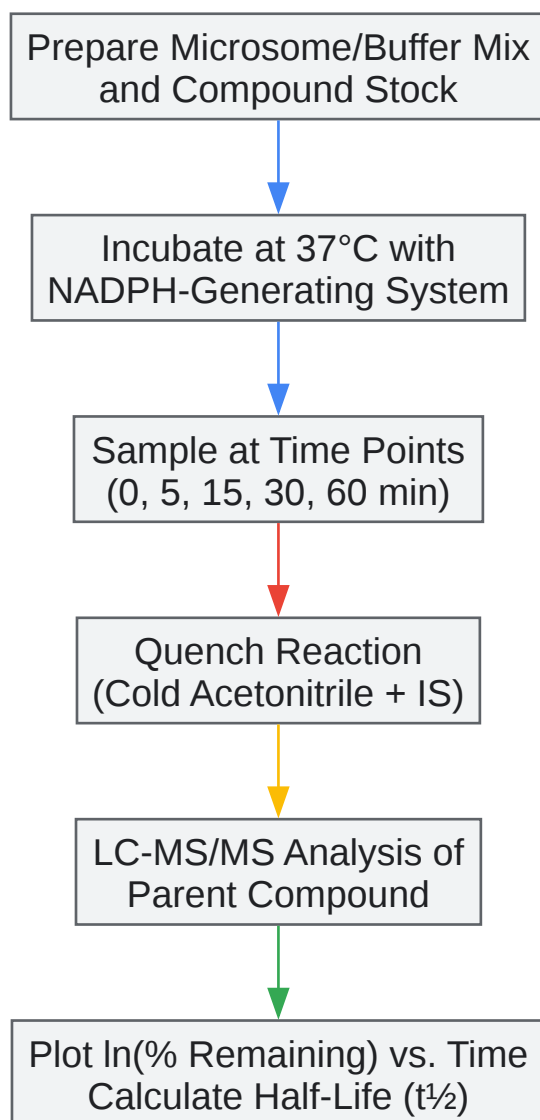 Prepare Microsome/Buffer Mix
and Compound Stock
Incubate at 37°C with
NADPH-Generating System
Sample at Time Points
(0, 5, 15, 30, 60 min)
Quench Reaction
(Cold Acetonitrile + IS)
LC-MS/MS Analysis of
Parent Compound
Plot ln(% Remaining) vs. Time
Calculate Half-Life (t½)